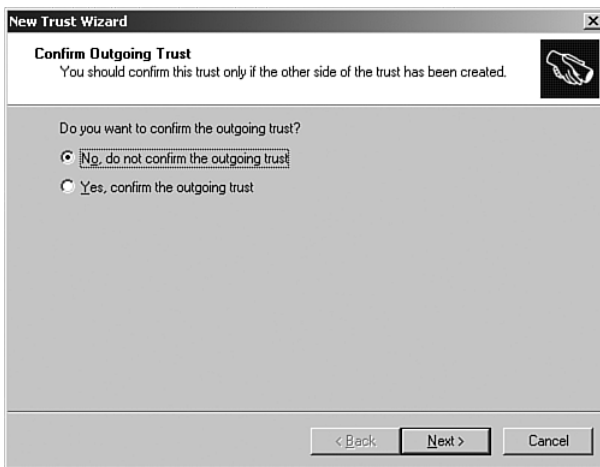 New Trust Wizard
Confirm Outgoing Trust
You should confirm this trust only if the other side of the trust has been created.
Do you want to confirm the outgoing trust?
No, do not confirm the outgoing trust
Yes, confirm the outgoing trust
< Back
Next >
Cancel